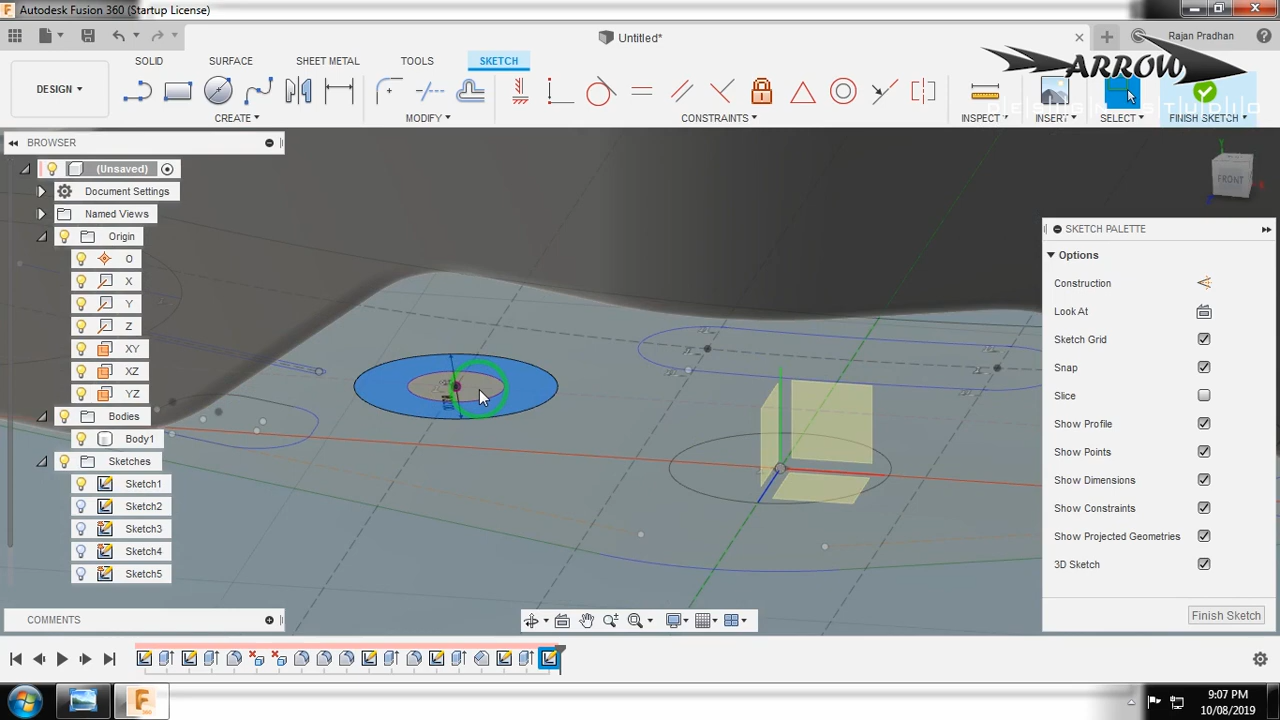 Autodesk Fusion 360 (Startup License)
Untitled*
Rajan Pradhan
ARROW
DESIGN STUDIO
SOLID
SURFACE
SHEET METAL
TOOLS
SKETCH
DESIGN
CREATE
MODIFY
CONSTRAINTS
INSPECT
INSERT
SELECT
FINISH SKETCH
BROWSER
(Unsaved)
Document Settings
Named Views
Origin
O
X
Y
Z
XY
XZ
YZ
Bodies
Body1
Sketches
Sketch1
Sketch2
Sketch3
Sketch4
Sketch5
COMMENTS
FRONT
SKETCH PALETTE
Options
Construction
Look At
Sketch Grid
Snap
Slice
Show Profile
Show Points
Show Dimensions
Show Constraints
Show Projected Geometries
3D Sketch
Finish Sketch
9:07 PM
10/08/2019